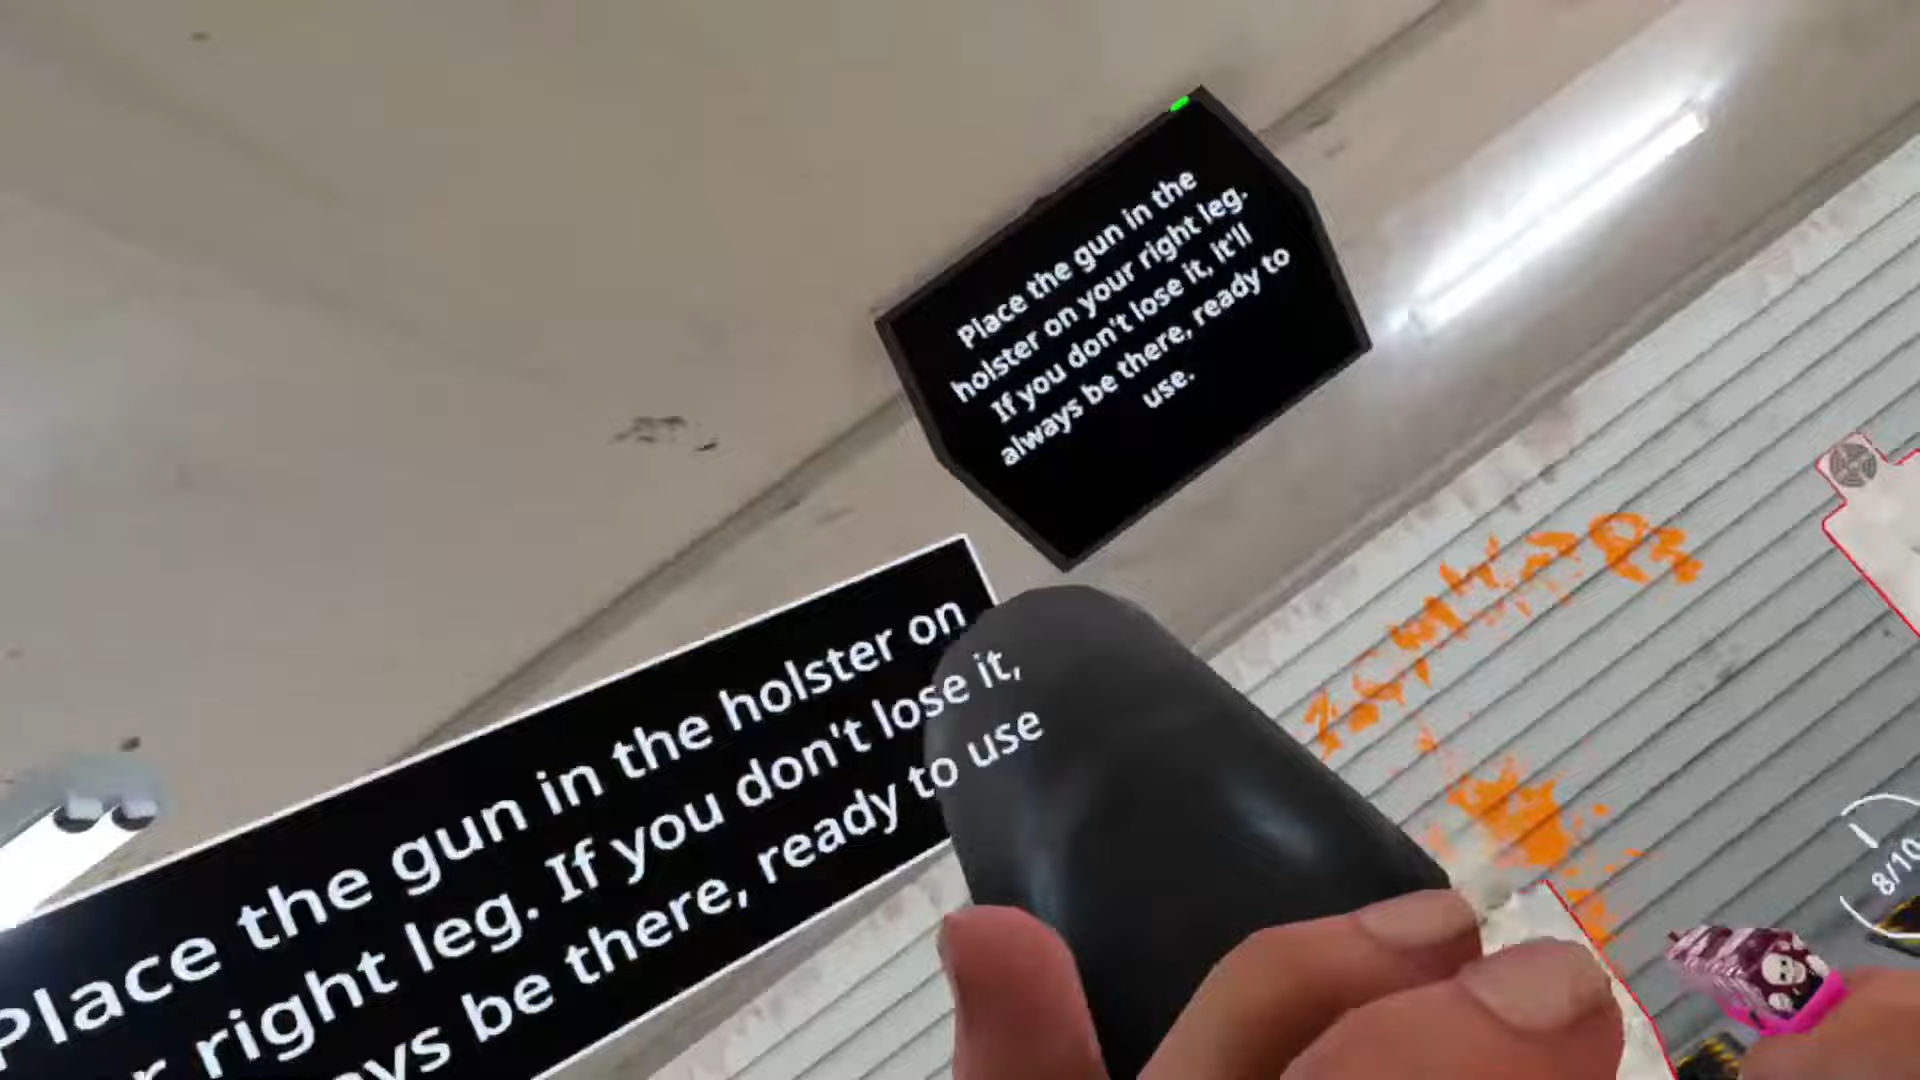 Place the gun in the
holster on your right leg.
If you don't lose it, it'll
always be there, ready to
use.
Place the gun in the holster on
right leg. If you don't lose it,
be there, ready to use
8/10